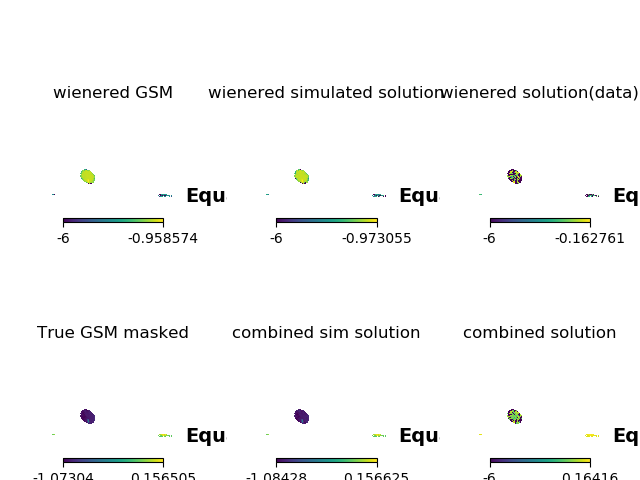 wienered GSM
wienered simulated solution
wienered solution(data)
Equ
Equ
Eq
-6 -0.958574
-6 -0.973055
-6 -0.162761
True GSM masked
combined sim solution
combined solution
Equ
Equ
Eq
-1.07304 0.156505
-1.08428 0.156625
-6 0.16416